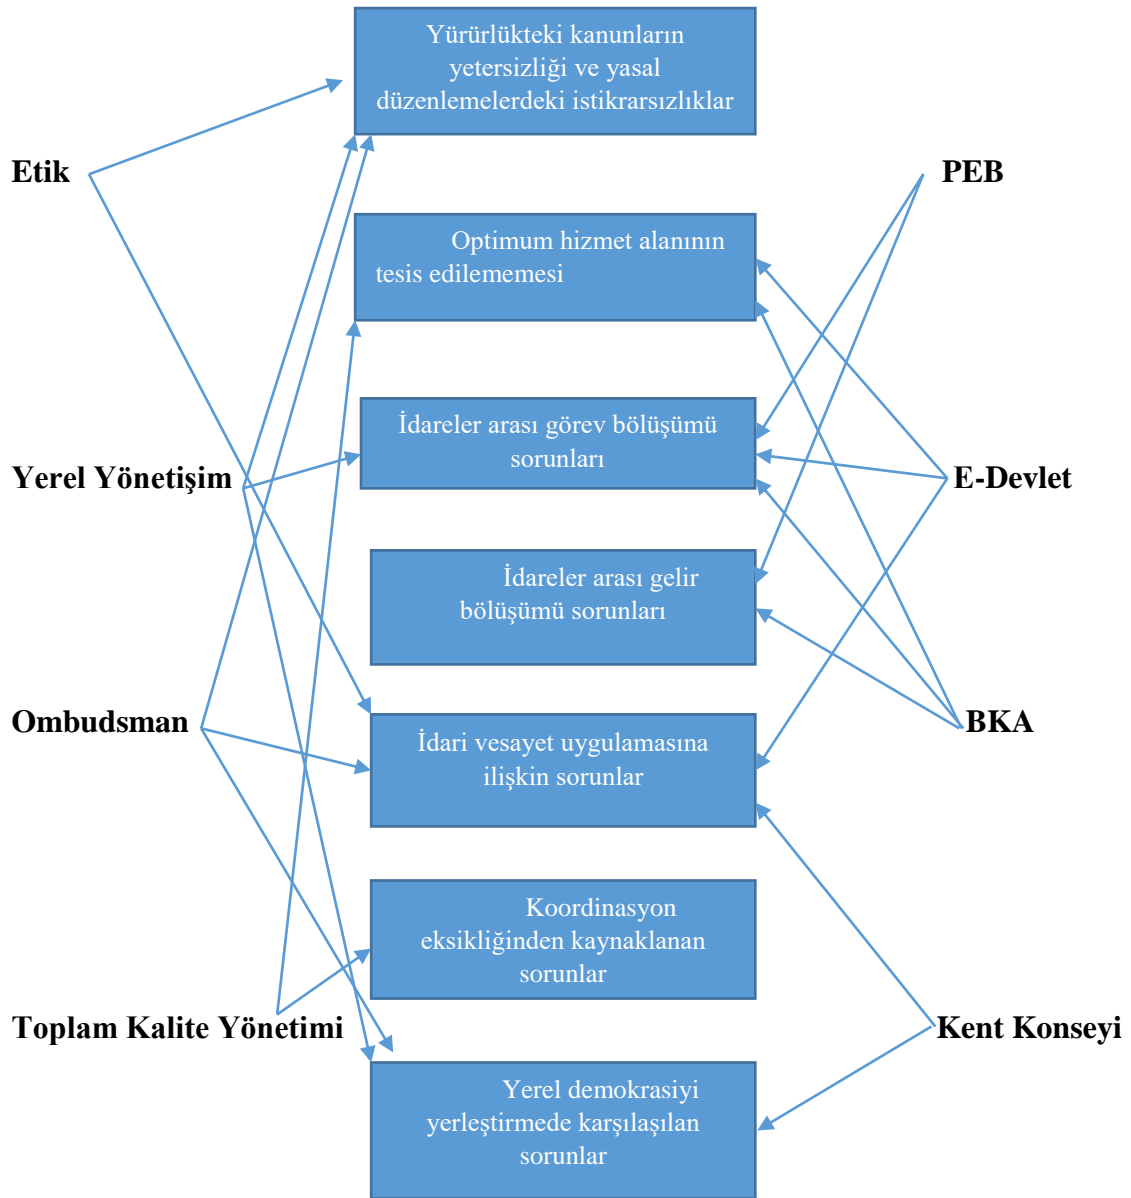 Yürürlükteki kanunların
yetersizliği ve yasal
düzenlemelerdeki istikrarsızlıklar
Etik
PEB
Optimum hizmet alanının
tesis edilememesi
İdareler arası görev bölüşümü
sorunları
Yerel Yönetişim
E-Devlet
İdareler arası gelir
bölüşümü sorunları
Ombudsman
BKA
İdari vesayet uygulamasına
ilişkin sorunlar
Koordinasyon
eksikliğinden kaynaklanan
sorunlar
Toplam Kalite Yönetimi
Kent Konseyi
Yerel demokrasiyi
yerleştirmede karşılaşılan
sorunlar